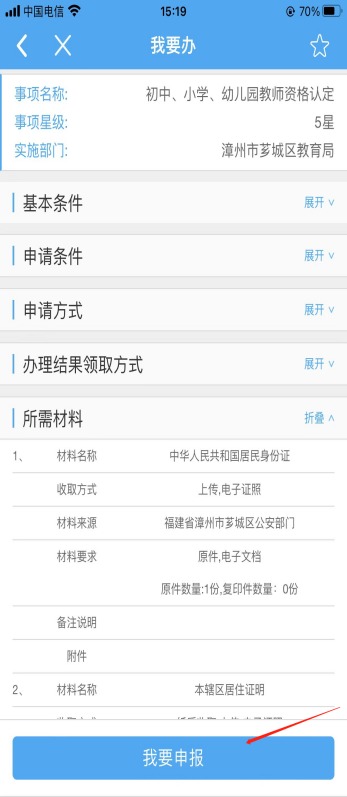 中国电信 15:19 70%
我要办
事项名称: 初中、小学、幼儿园教师资格认定
事项星级: 5星
实施部门: 漳州市芗城区教育局
基本条件 展开
申请条件 展开
申请方式 展开
办理结果领取方式 展开
所需材料 折叠
1、 材料名称 中华人民共和国居民身份证
收取方式 上传,电子证照
材料来源 福建省漳州市芗城区公安部门
材料要求 原件,电子文档
原件数量:1份,复印件数量：0份
备注说明
附件
2、 材料名称 本辖区居住证明
我要申报